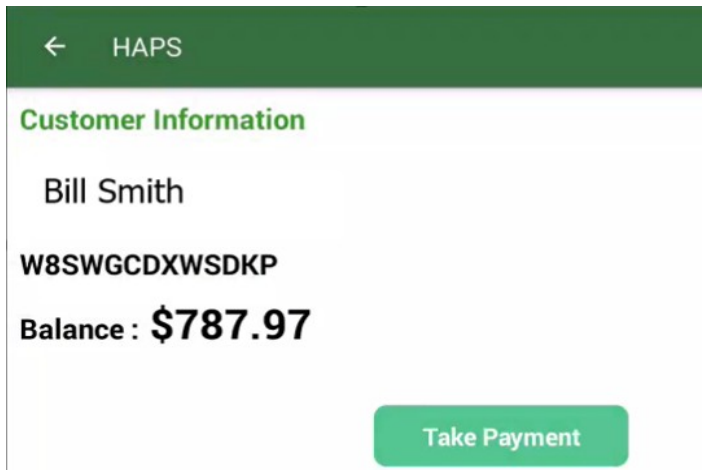 HAPS
Customer Information
Bill Smith
W8SWGCDXWSDKP
Balance : $787.97
Take Payment